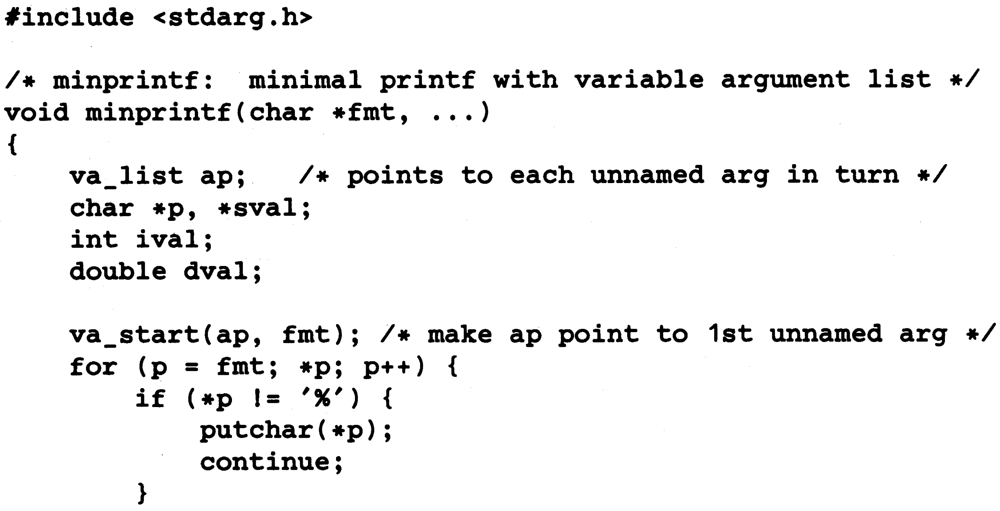 #include <stdarg.h>

/* minprintf:  minimal printf with variable argument list */
void minprintf(char *fmt, ...)
{
    va_list ap;   /* points to each unnamed arg in turn */
    char *p, *sval;
    int ival;
    double dval;

    va_start(ap, fmt); /* make ap point to 1st unnamed arg */
    for (p = fmt; *p; p++) {
        if (*p != '%') {
            putchar(*p);
            continue;
        }